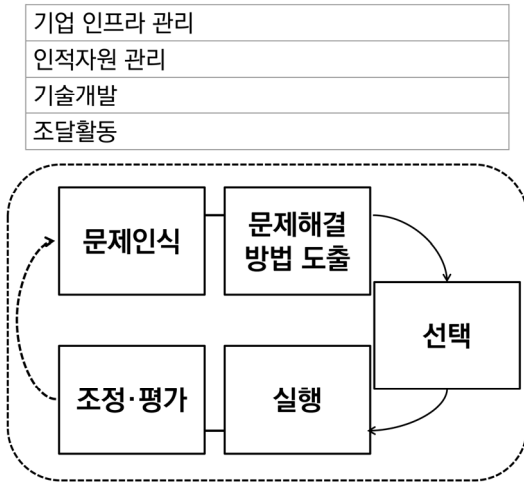 기업 인프라 관리
인적자원 관리
기술개발
조달활동
문제인식
문제해결
방법 도출
선택
조정·평가
실행